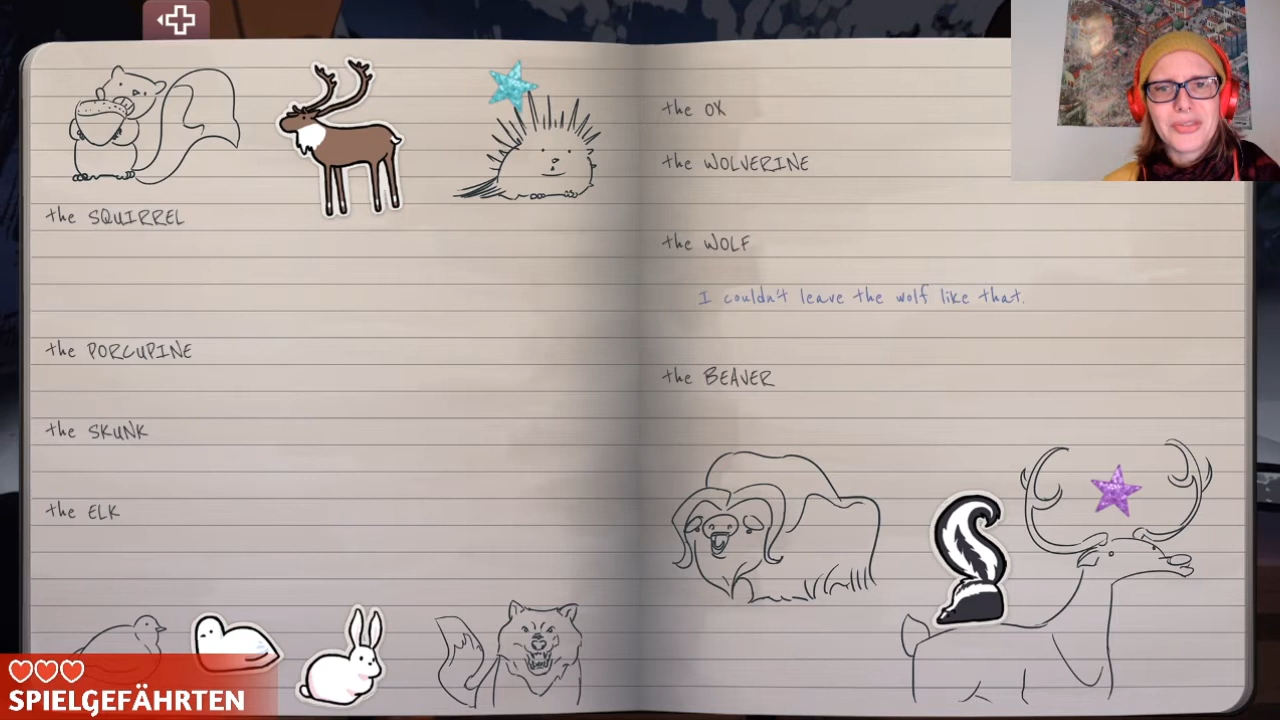 the SQUIRREL
the PORCUPINE
the SKUNK
the ELK
the OX
the WOLVERINE
the WOLF
I couldn't leave the wolf like that.
the BEAVER
SPIELGEFÄHRTEN